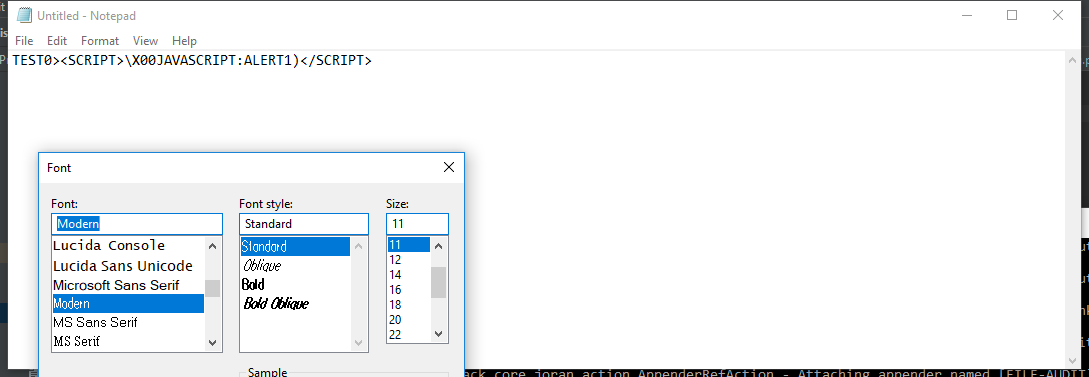 Untitled - Notepad
File Edit Format View Help
TEST0><SCRIPT>\X00JAVASCRIPT:ALERT1)</SCRIPT>
Font
Font: Font style: Size:
Modern Standard 11
Lucida Console Standard 11
Lucida Sans Unicode Oblique 12
Microsoft Sans Serif Bold 14
Modern Bold Oblique 16
MS Sans Serif 18
MS Serif 20
22
Sample
core.joran.action.AppenderRefAction - Attaching appender named [FILE-AUDIT